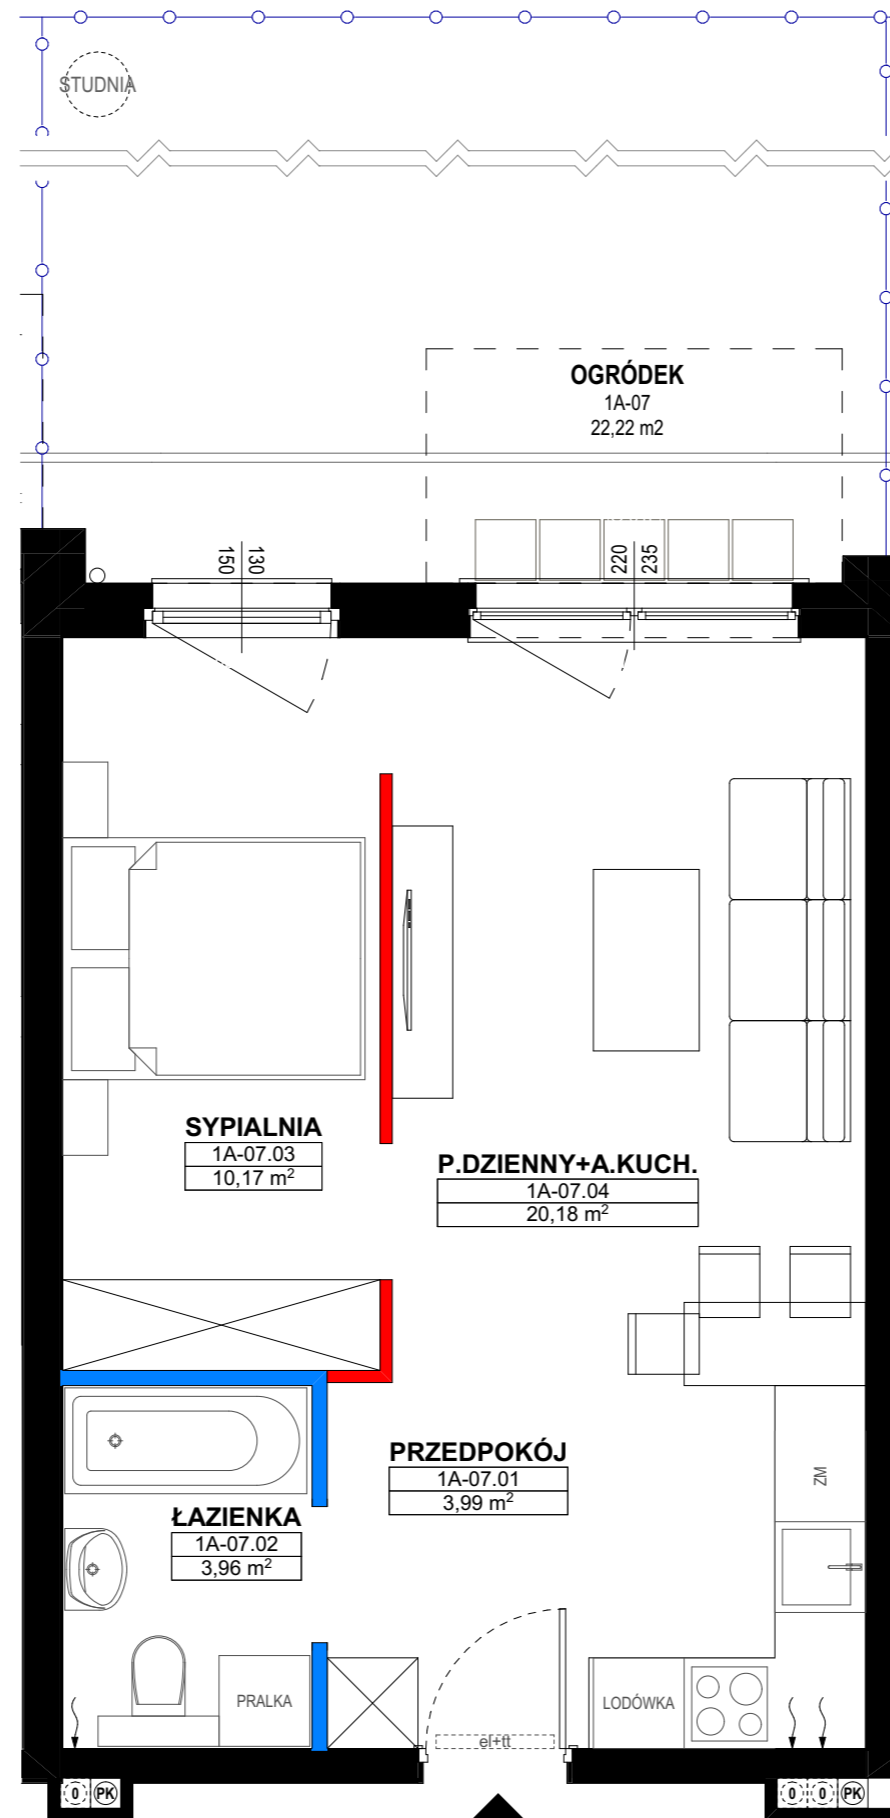 STUDNIA
OGRÓDEK
1A-07
22,22 m2
150
130
220
235
SYPIALNIA
1A-07.03
10,17 m²
P.DZIENNY+A.KUCH.
1A-07.04
20,18 m²
PRZEDPOKÓJ
1A-07.01
3,99 m²
ZM
ŁAZIENKA
1A-07.02
3,96 m²
PRALKA
LODÓWKA
el+tt
0 PK
0 0 PK